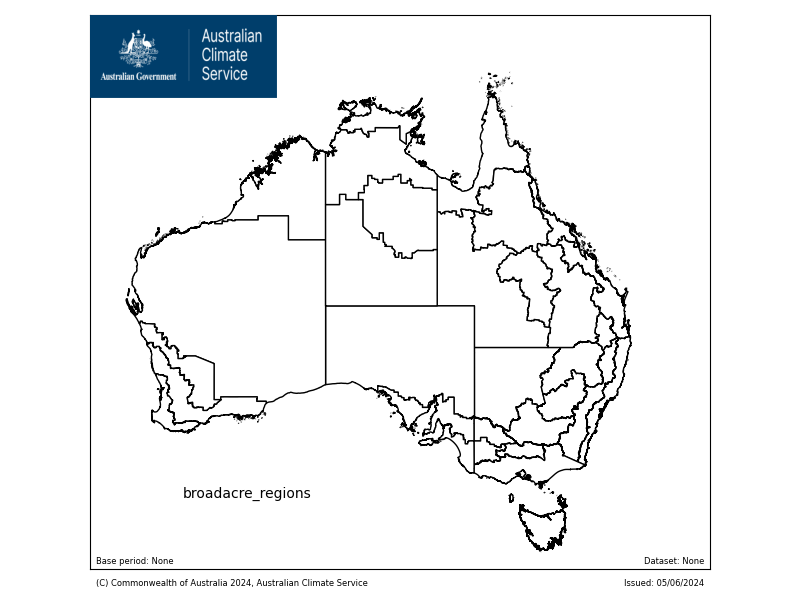 Australian
Climate
Service
Australian Government
broadacre_regions
Base period: None
Dataset: None
(C) Commonwealth of Australia 2024, Australian Climate Service
Issued: 05/06/2024